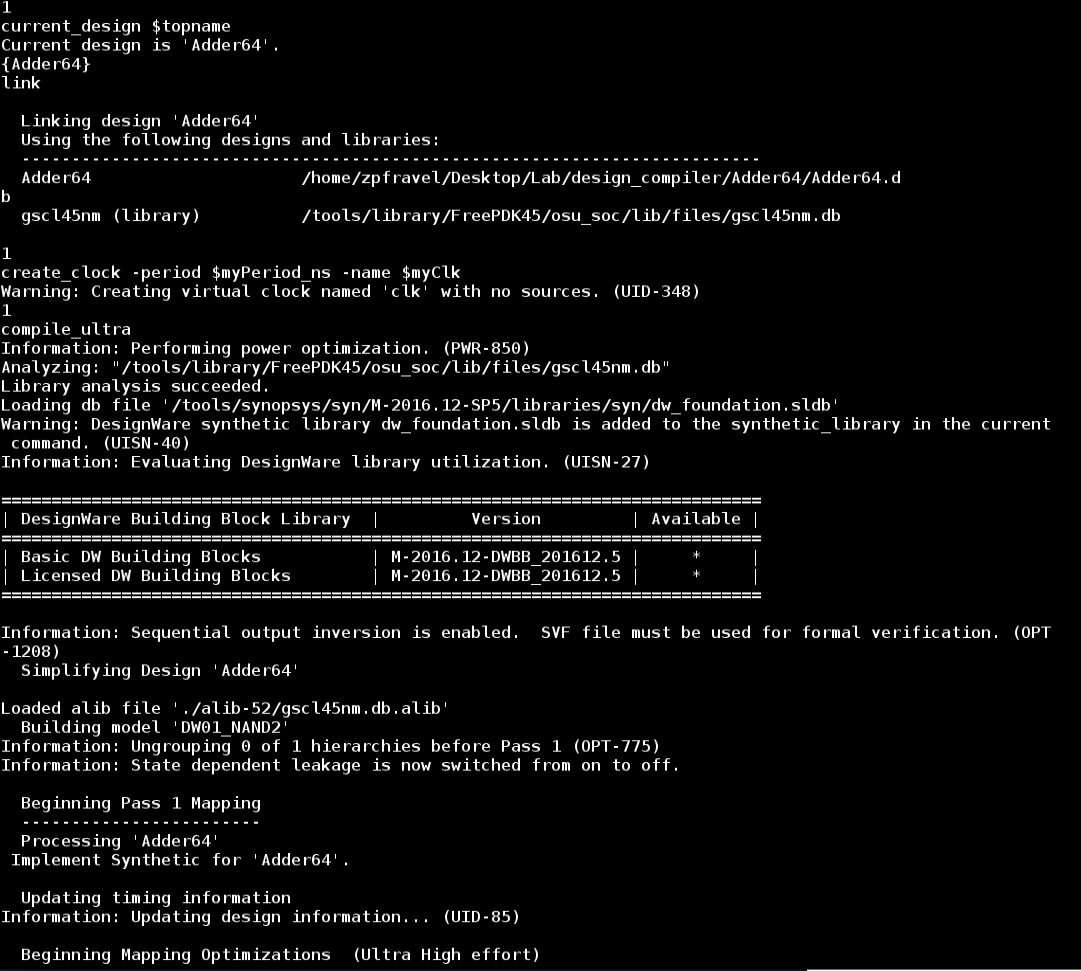 1
current_design $topname
Current design is 'Adder64'.
{Adder64}
link

  Linking design 'Adder64'
  Using the following designs and libraries:
  --------------------------------------------------------------------------
  Adder64                     /home/zpfravel/Desktop/Lab/design_compiler/Adder64/Adder64.d
b
  gscl45nm (library)          /tools/library/FreePDK45/osu_soc/lib/files/gscl45nm.db

1
create_clock -period $myPeriod_ns -name $myClk
Warning: Creating virtual clock named 'clk' with no sources. (UID-348)
1
compile_ultra
Information: Performing power optimization. (PWR-850)
Analyzing: "/tools/library/FreePDK45/osu_soc/lib/files/gscl45nm.db"
Library analysis succeeded.
Loading db file '/tools/synopsys/syn/M-2016.12-SP5/libraries/syn/dw_foundation.sldb'
Warning: DesignWare synthetic library dw_foundation.sldb is added to the synthetic_library in the current
 command. (UISN-40)
Information: Evaluating DesignWare library utilization. (UISN-27)

============================================================================
| DesignWare Building Block Library  |         Version         | Available |
============================================================================
| Basic DW Building Blocks           | M-2016.12-DWBB_201612.5 |     *     |
| Licensed DW Building Blocks        | M-2016.12-DWBB_201612.5 |     *     |
============================================================================

Information: Sequential output inversion is enabled.  SVF file must be used for formal verification. (OPT
-1208)
  Simplifying Design 'Adder64'

Loaded alib file './alib-52/gscl45nm.db.alib'
  Building model 'DW01_NAND2'
Information: Ungrouping 0 of 1 hierarchies before Pass 1 (OPT-775)
Information: State dependent leakage is now switched from on to off.

  Beginning Pass 1 Mapping
  ------------------------
  Processing 'Adder64'
 Implement Synthetic for 'Adder64'.

  Updating timing information
Information: Updating design information... (UID-85)

  Beginning Mapping Optimizations  (Ultra High effort)